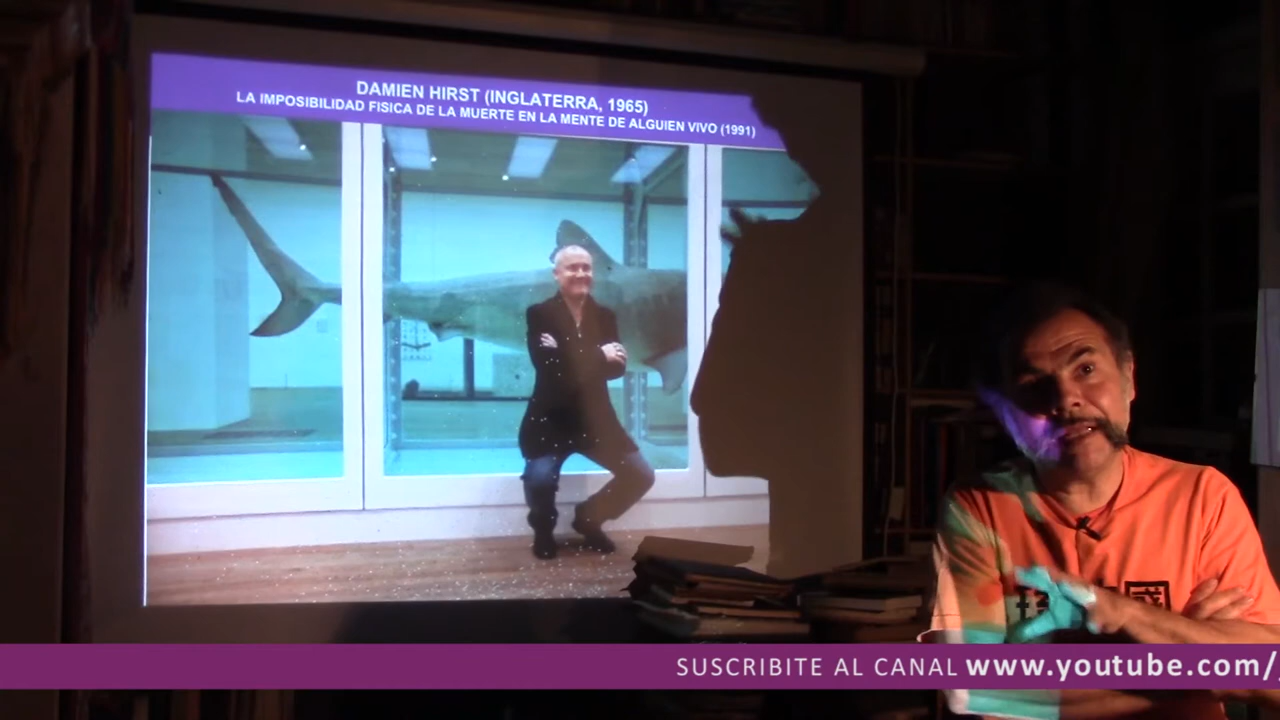 DAMIEN HIRST (INGLATERRA, 1965)
LA IMPOSIBILIDAD FISICA DE LA MUERTE EN LA MENTE DE ALGUIEN VIVO (1991)
SUSCRIBITE AL CANAL www.youtube.com/